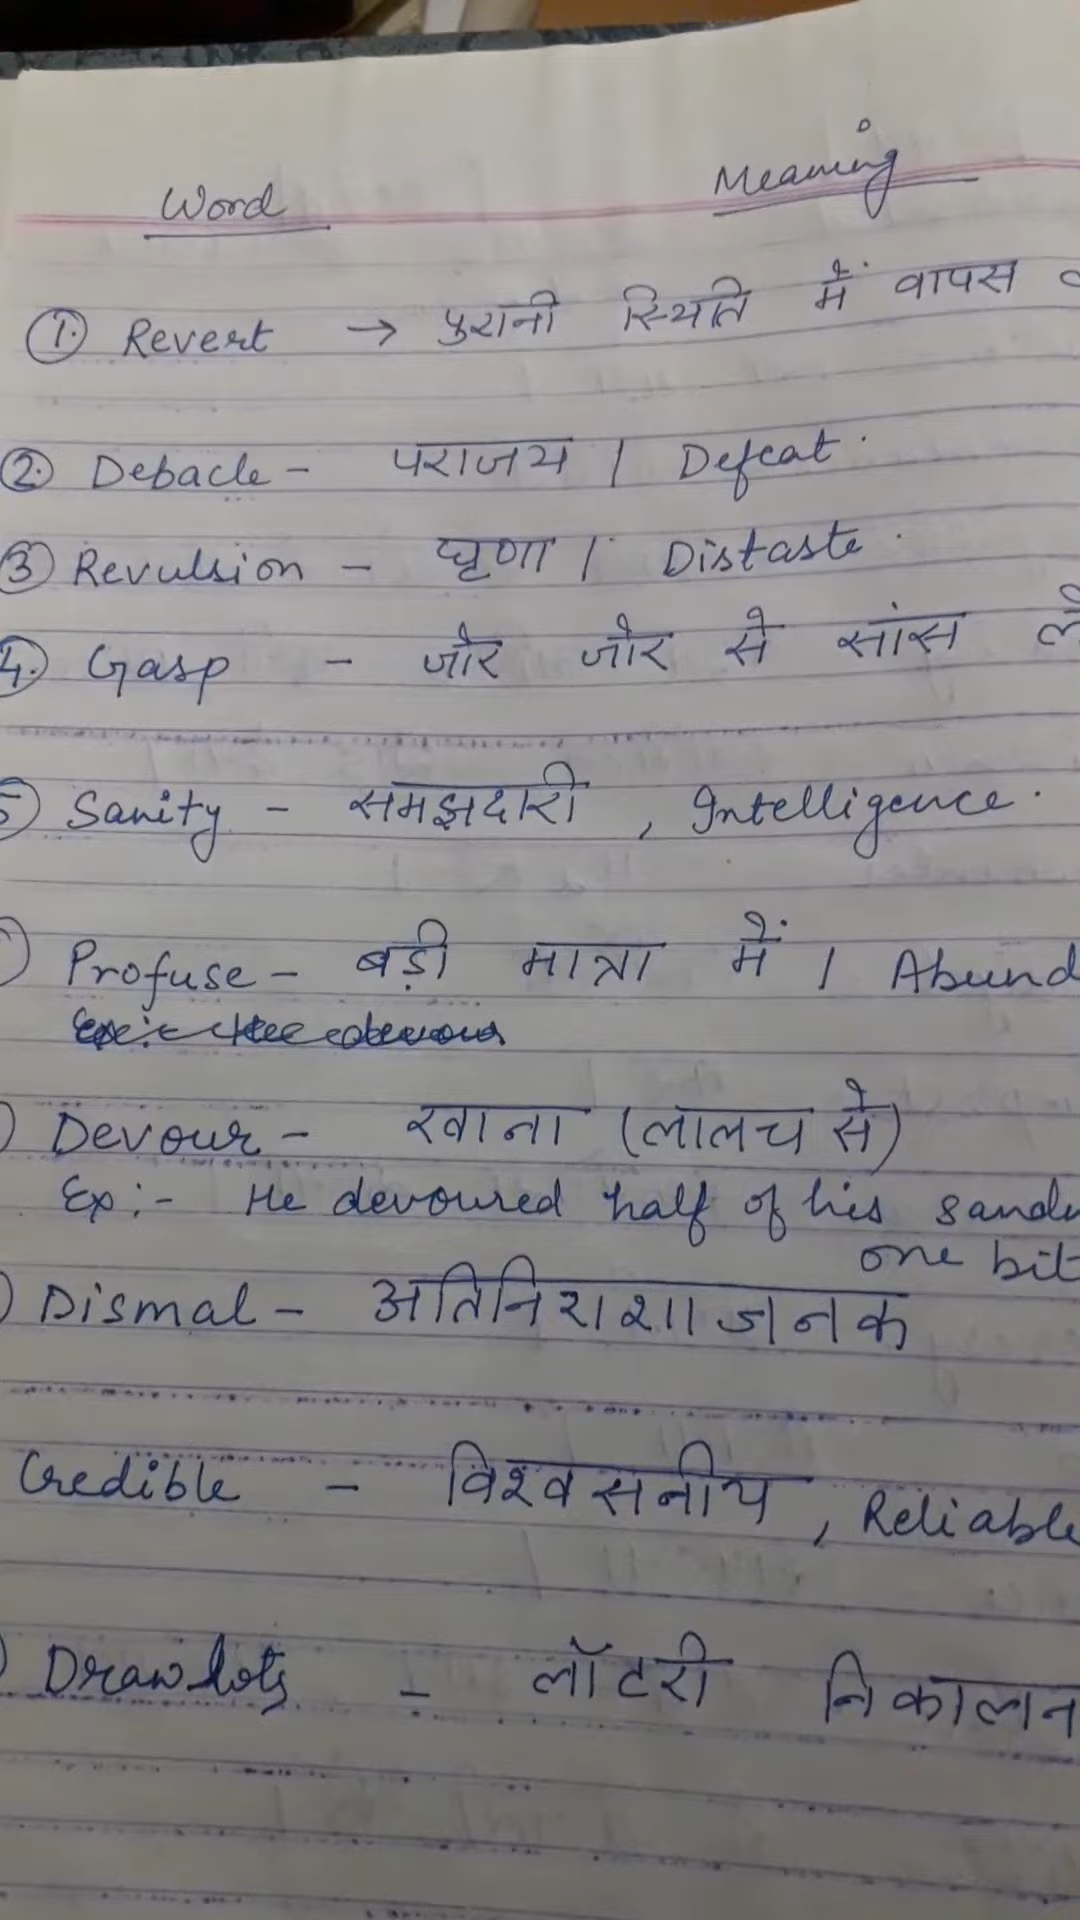 Word Meaning
1. Revert → पुरानी स्थिति में वापस
2. Debacle - पराजय / Defeat.
3 Revulsion - घृणा / Distaste.
4. Gasp - जोर जोर से सांस
5 Sanity - समझदारी, Intelligence.
Profuse - बड़ी मात्रा में / Abund
Devour - खाना (लालच से)
Ex :- He devoured half of his sandw
one bit
Dismal - अतिनिराशाजनक
Credible - विश्वसनीय, Reliable
Draw lots - लॉटरी निकालन